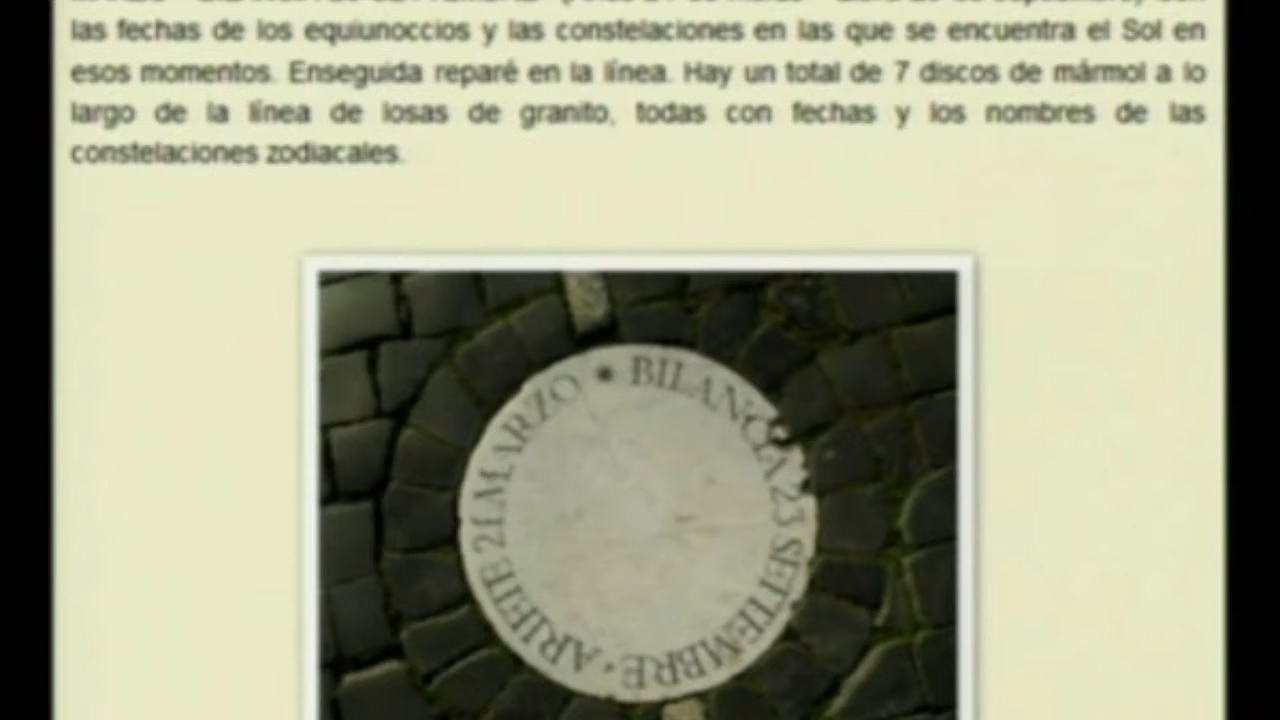 las fechas de los equiunoccios y las constelaciones en las que se encuentra el Sol en
esos momentos. Enseguida reparé en la línea. Hay un total de 7 discos de mármol a lo
largo de la línea de losas de granito, todas con fechas y los nombres de las
constelaciones zodiacales.
BILANCIA 23 SETTEMBRE • ARIETE 21 MARZO •